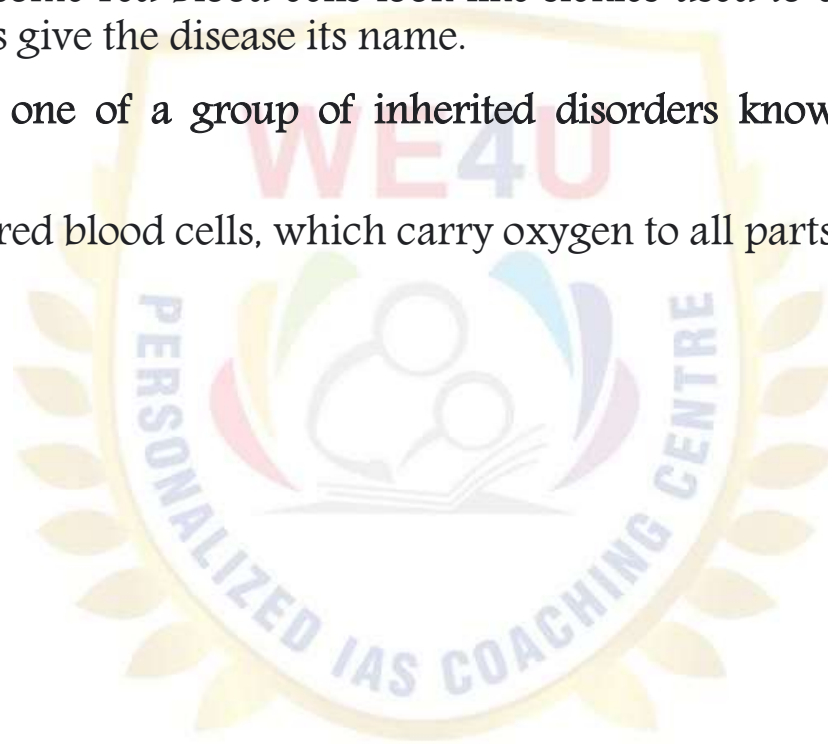 s give the disease its name.
one of a group of inherited disorders know
red blood cells, which carry oxygen to all parts
WE4U
PERSONALIZED IAS COACHING CENTRE